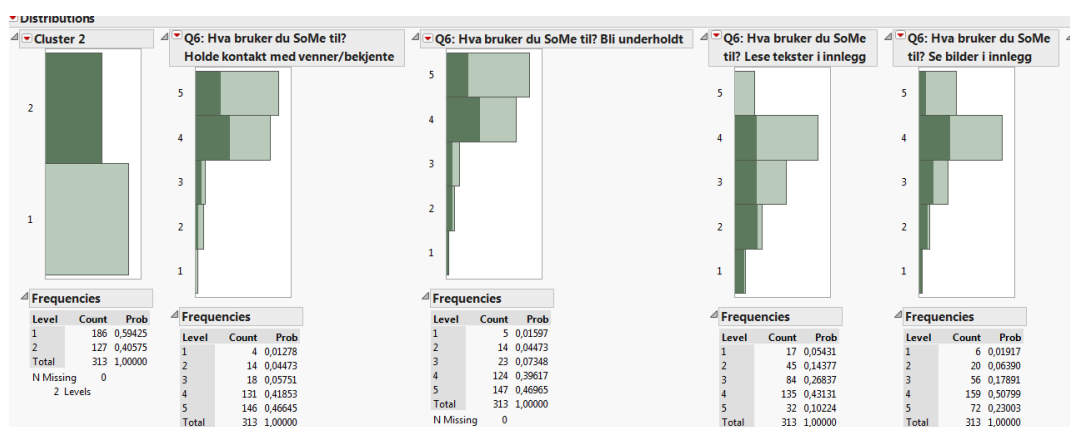 Distributions
Cluster 2
2
1
Frequencies
Level Count Prob
1 186 0,59425
2 127 0,40575
Total 313 1,00000
N Missing 0
2 Levels
Q6: Hva bruker du SoMe til?
Holde kontakt med venner/bekjente
5
4
3
2
1
Frequencies
Level Count Prob
1 4 0,01278
2 14 0,04473
3 18 0,05751
4 131 0,41853
5 146 0,46645
Total 313 1,00000
Q6: Hva bruker du SoMe til? Bli underholdt
5
4
3
2
1
Frequencies
Level Count Prob
1 5 0,01597
2 14 0,04473
3 23 0,07348
4 124 0,39617
5 147 0,46965
Total 313 1,00000
N Missing 0
Q6: Hva bruker du SoMe
til? Lese tekster i innlegg
5
4
3
2
1
Frequencies
Level Count Prob
1 17 0,05431
2 45 0,14377
3 84 0,26837
4 135 0,43131
5 32 0,10224
Total 313 1,00000
Q6: Hva bruker du SoMe
til? Se bilder i innlegg
5
4
3
2
1
Frequencies
Level Count Prob
1 6 0,01917
2 20 0,06390
3 56 0,17891
4 159 0,50799
5 72 0,23003
Total 313 1,00000